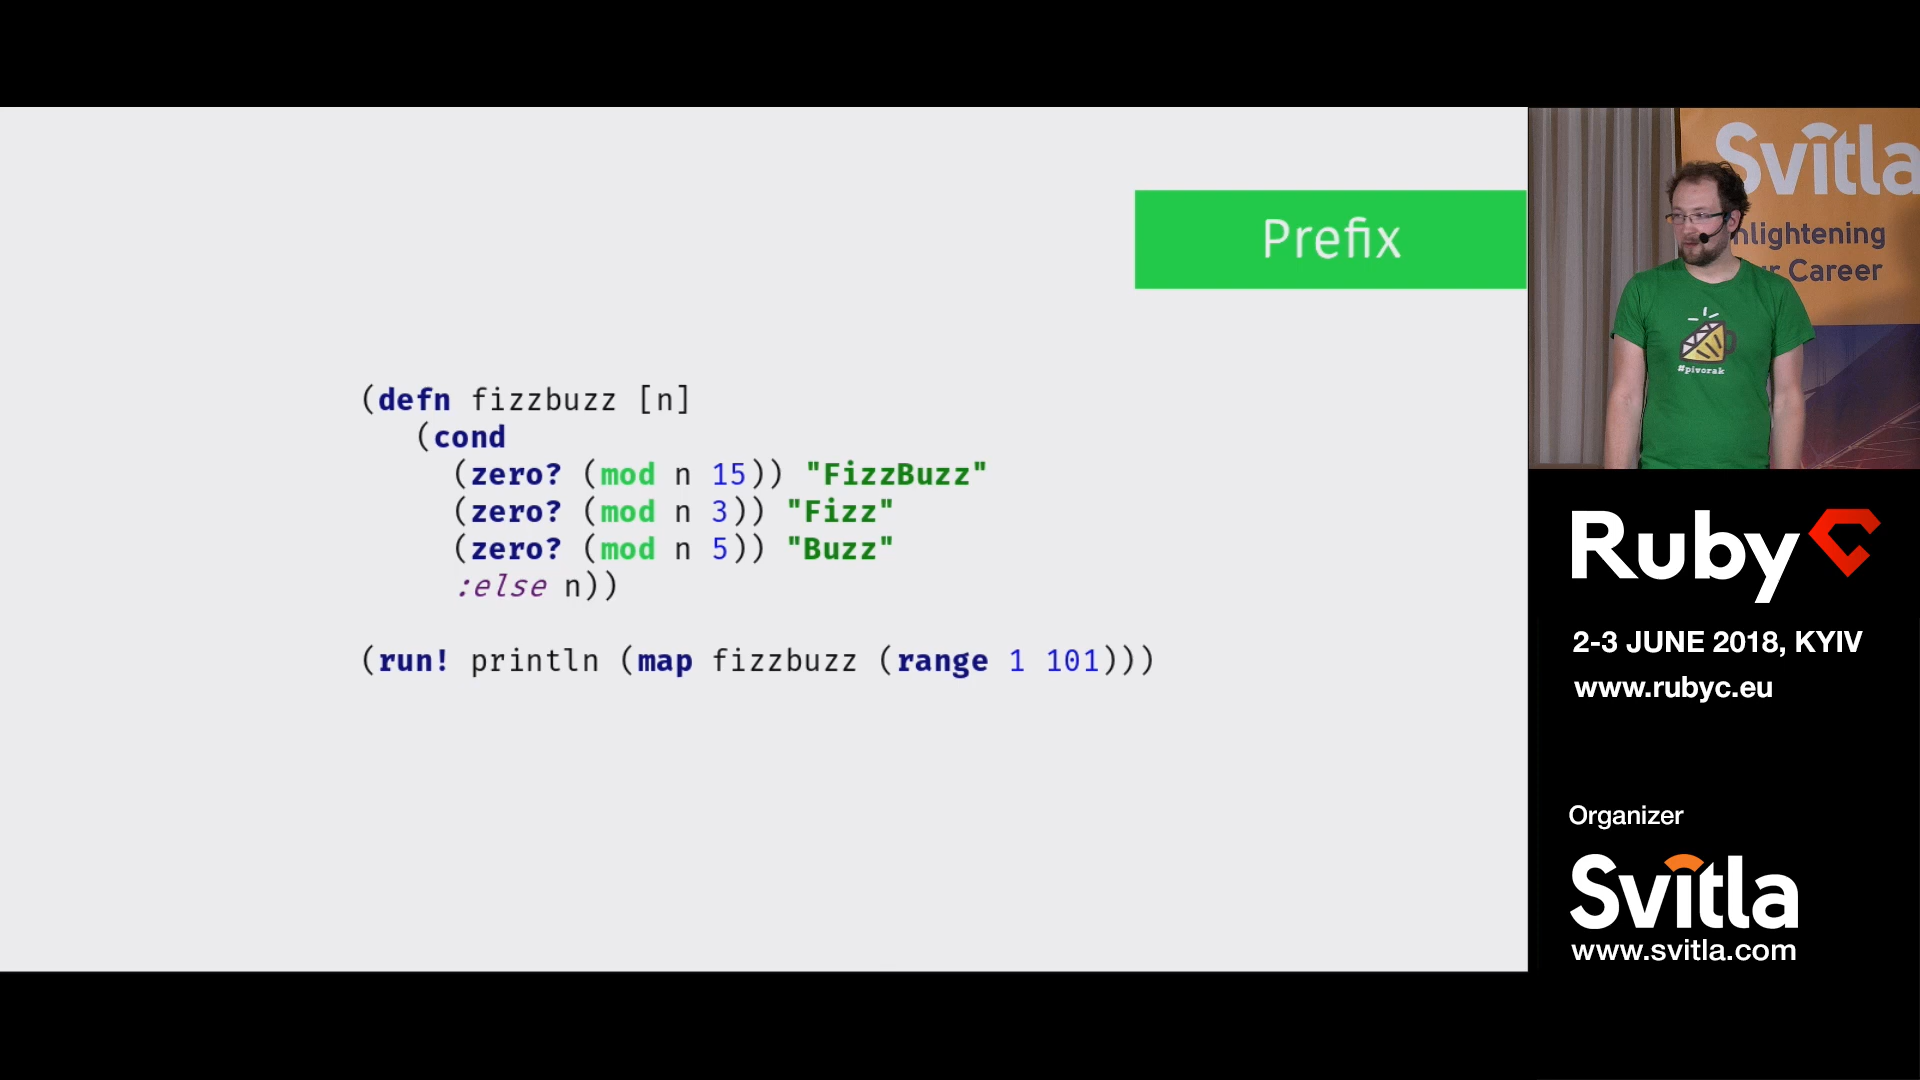 Prefix
(defn fizzbuzz [n]
(cond
(zero? (mod n 15)) "FizzBuzz"
(zero? (mod n 3)) "Fizz"
(zero? (mod n 5)) "Buzz"
:else n))
(run! println (map fizzbuzz (range 1 101)))
Svitla
nlightening
Career
#pivorak
Ruby
2-3 JUNE 2018, KYIV
www.rubyc.eu
Organizer
Svitla
www.svitla.com